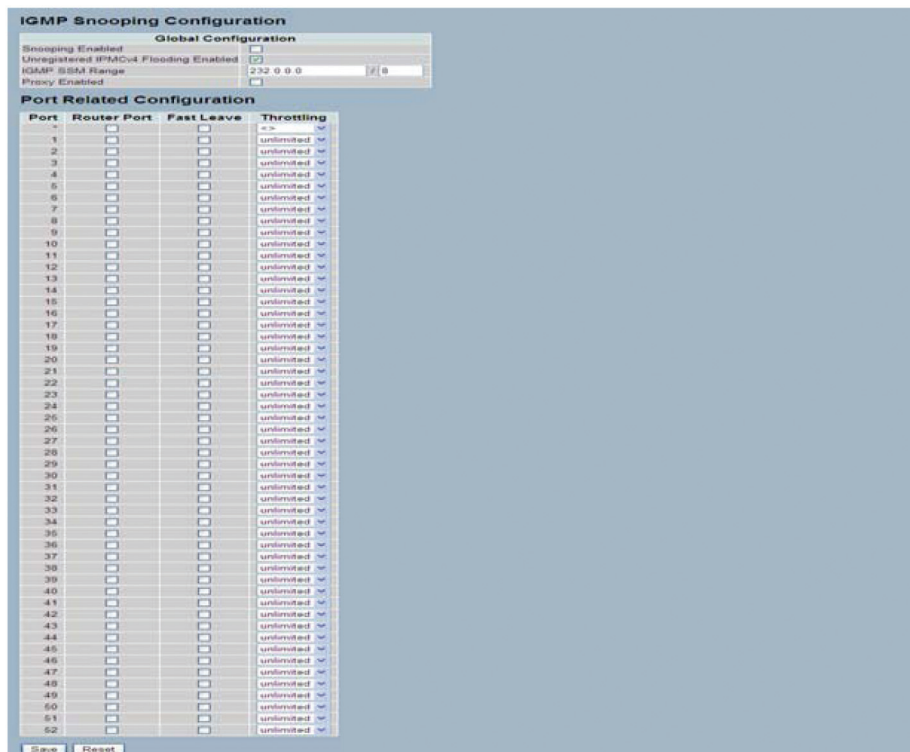 IGMP Snooping Configuration
Global Configuration
Snooping Enabled
Unregistered IPMCv4 Flooding Enabled
IGMP SSM Range 232.0.0.0 / 8
Proxy Enabled
Port Related Configuration
Port Router Port Fast Leave Throttling
* <>
1 unlimited
2 unlimited
3 unlimited
4 unlimited
5 unlimited
6 unlimited
7 unlimited
8 unlimited
9 unlimited
10 unlimited
11 unlimited
12 unlimited
13 unlimited
14 unlimited
15 unlimited
16 unlimited
17 unlimited
18 unlimited
19 unlimited
20 unlimited
21 unlimited
22 unlimited
23 unlimited
24 unlimited
25 unlimited
26 unlimited
27 unlimited
28 unlimited
29 unlimited
30 unlimited
31 unlimited
32 unlimited
33 unlimited
34 unlimited
35 unlimited
36 unlimited
37 unlimited
38 unlimited
39 unlimited
40 unlimited
41 unlimited
42 unlimited
43 unlimited
44 unlimited
45 unlimited
46 unlimited
47 unlimited
48 unlimited
49 unlimited
50 unlimited
51 unlimited
52 unlimited
Save Reset